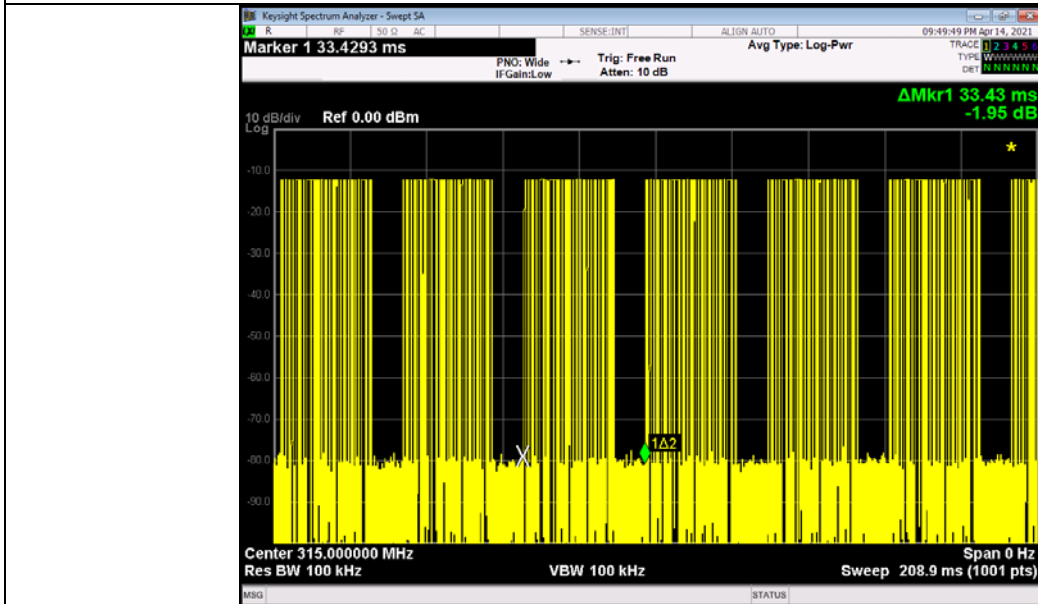 Keysight Spectrum Analyzer - Swept SA
R RF 50 Ω AC SENSE:INT ALIGN AUTO 09:49:49 PM Apr 14, 2021
Marker 1 33.4293 ms Avg Type: Log-Pwr TRACE 1 2 3 4 5 6
PNO: Wide Trig: Free Run TYPE WWWWWW
IFGain:Low Atten: 10 dB DET N N N N N N
ΔMkr1 33.43 ms
10 dB/div Ref 0.00 dBm -1.95 dB
Log
-10.0
-20.0
-30.0
-40.0
-50.0
-60.0
-70.0
1Δ2
-80.0
-90.0
Center 315.000000 MHz Span 0 Hz
Res BW 100 kHz VBW 100 kHz Sweep 208.9 ms (1001 pts)
MSG STATUS